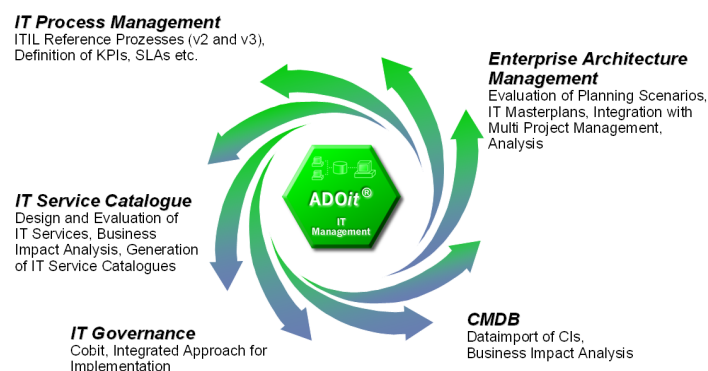 IT Process Management
ITIL Reference Prozesses (v2 and v3),
Definition of KPIs, SLAs etc.
Enterprise Architecture
Management
Evaluation of Planning Scenarios,
IT Masterplans, Integration with
Multi Project Management,
Analysis
ADOit®
IT
Management
IT Service Catalogue
Design and Evaluation of
IT Services, Business
Impact Analysis, Generation
of IT Service Catalogues
IT Governance
Cobit, Integrated Approach for
Implementation
CMDB
Dataimport of CIs,
Business Impact Analysis